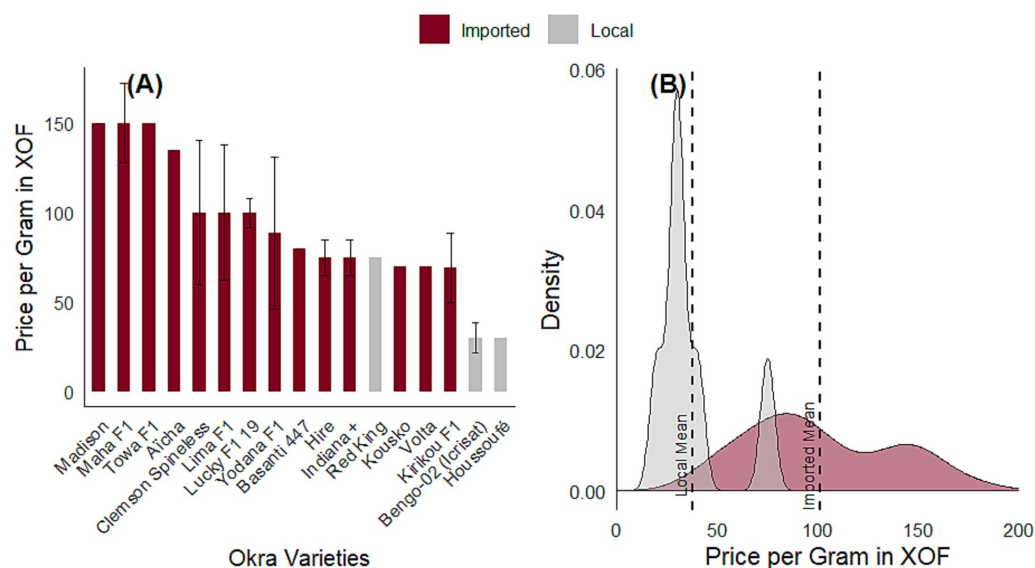 Imported Local
(A)
150
100
50
0
Price per Gram in XOF
Madison
Maha F1
Towa F1
Aïcha
Clemson Spineless
Lima F1
Lucky F1 19
Yodana F1
Basanti 447
Hire
Indiana+
Red King
Kousko
Volta
Kirikou F1
Bengo-02 (Icrisat)
Houssoufé
Okra Varieties
(B)
0.06
0.04
0.02
0.00
Density
Local Mean
Imported Mean
0 50 100 150 200
Price per Gram in XOF